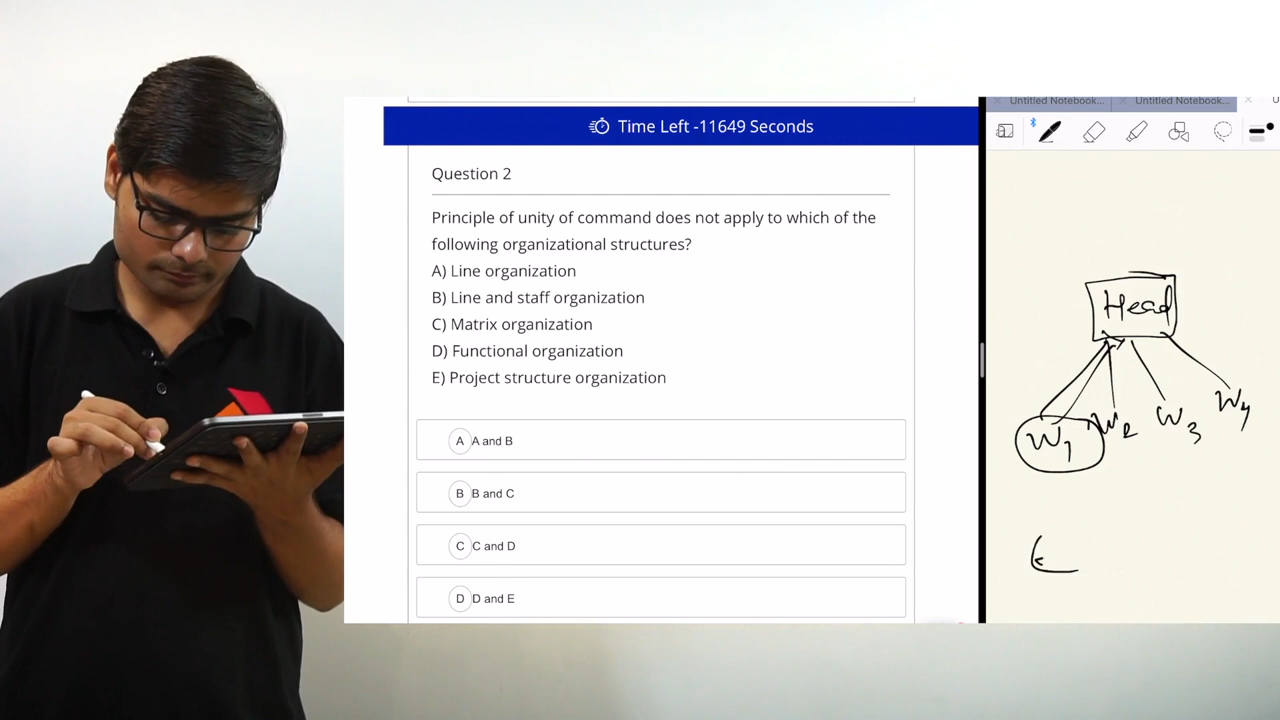 Untitled Notebook...
Untitled Notebook...
Time Left -11649 Seconds
Question 2
Principle of unity of command does not apply to which of the
following organizational structures?
A) Line organization
B) Line and staff organization
C) Matrix organization
D) Functional organization
E) Project structure organization
A A and B
B B and C
C C and D
D D and E
Head
W1 W2 W3 W4